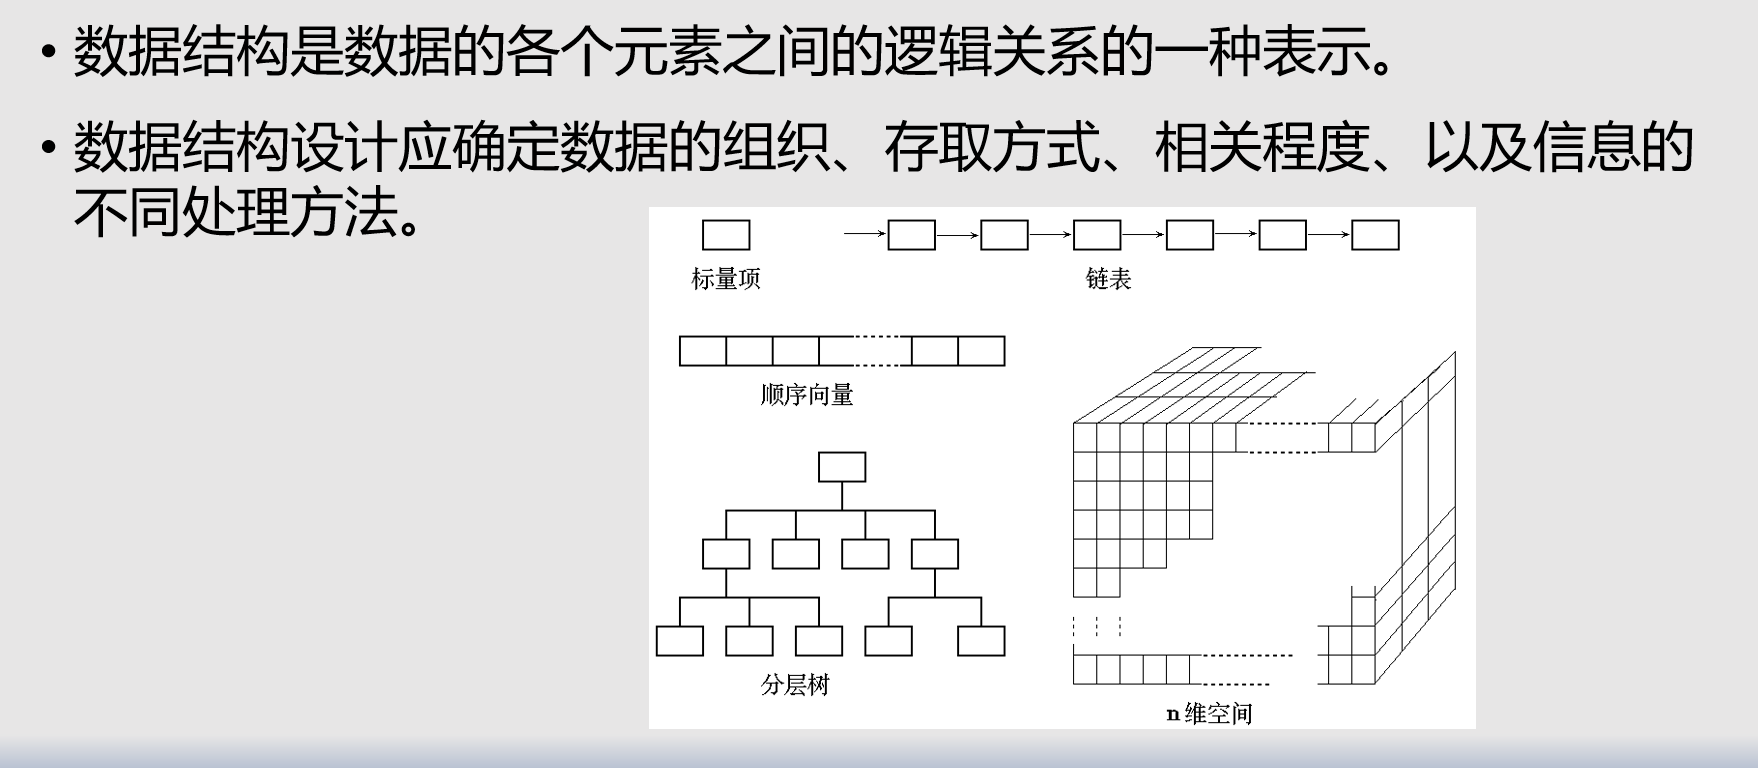 • 数据结构是数据的各个元素之间的逻辑关系的一种表示。
• 数据结构设计应确定数据的组织、存取方式、相关程度、以及信息的
不同处理方法。
标量项
链表
顺序向量
分层树
n 维空间